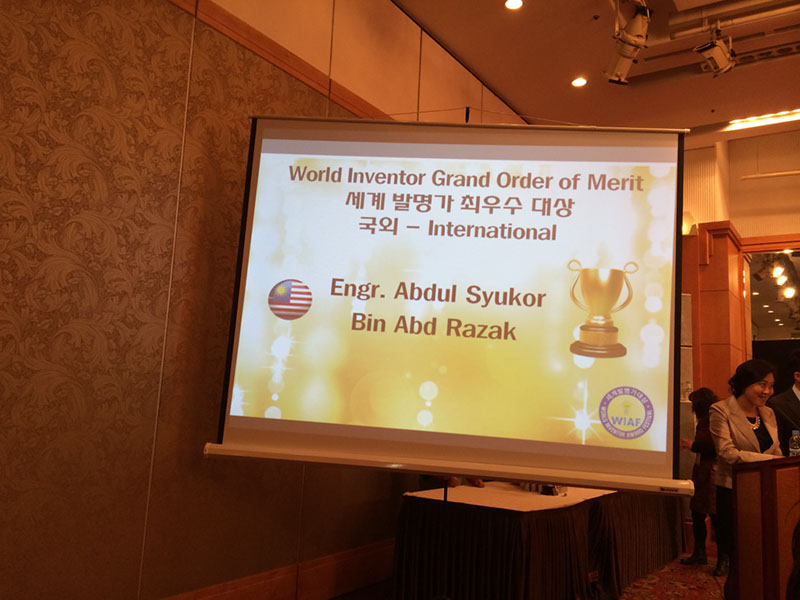 World Inventor Grand Order of Merit
세계 발명가 최우수 대상
국외 – International
Engr. Abdul Syukor
Bin Abd Razak
WIAF